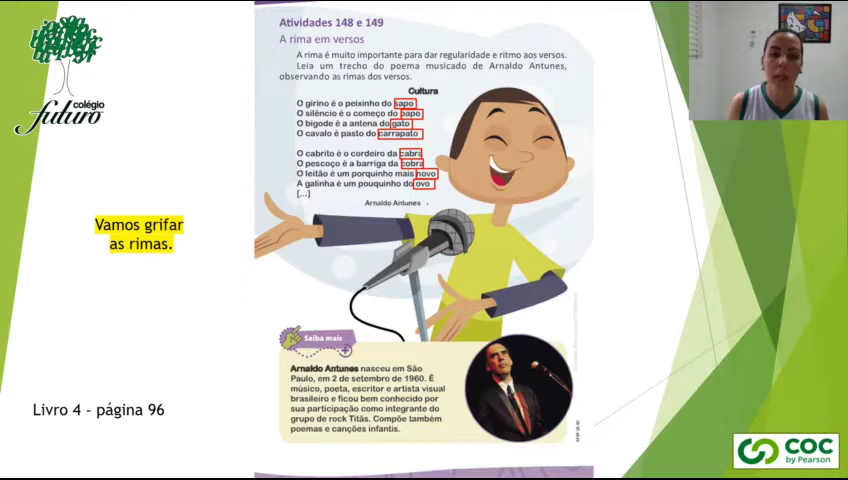 colégio
futuro
Vamos grifar
as rimas.
Livro 4 – página 96
Atividades 148 e 149
A rima em versos
A rima é muito importante para dar regularidade e ritmo aos versos.
Leia um trecho do poema musicado de Arnaldo Antunes,
observando as rimas dos versos.
Cultura
O girino é o peixinho do sapo
O silêncio é o começo do papo
O bigode é a antena do gato
O cavalo é pasto do carrapato
O cabrito é o cordeiro da cabra
O pescoço é a barriga da cobra
O leitão é um porquinho mais novo
A galinha é um pouquinho do ovo
[...]
Arnaldo Antunes
Saiba mais
Arnaldo Antunes nasceu em São
Paulo, em 2 de setembro de 1960. É
músico, poeta, escritor e artista visual
brasileiro e ficou bem conhecido por
sua participação como integrante do
grupo de rock Titãs. Compõe também
poemas e canções infantis.
COC
by Pearson